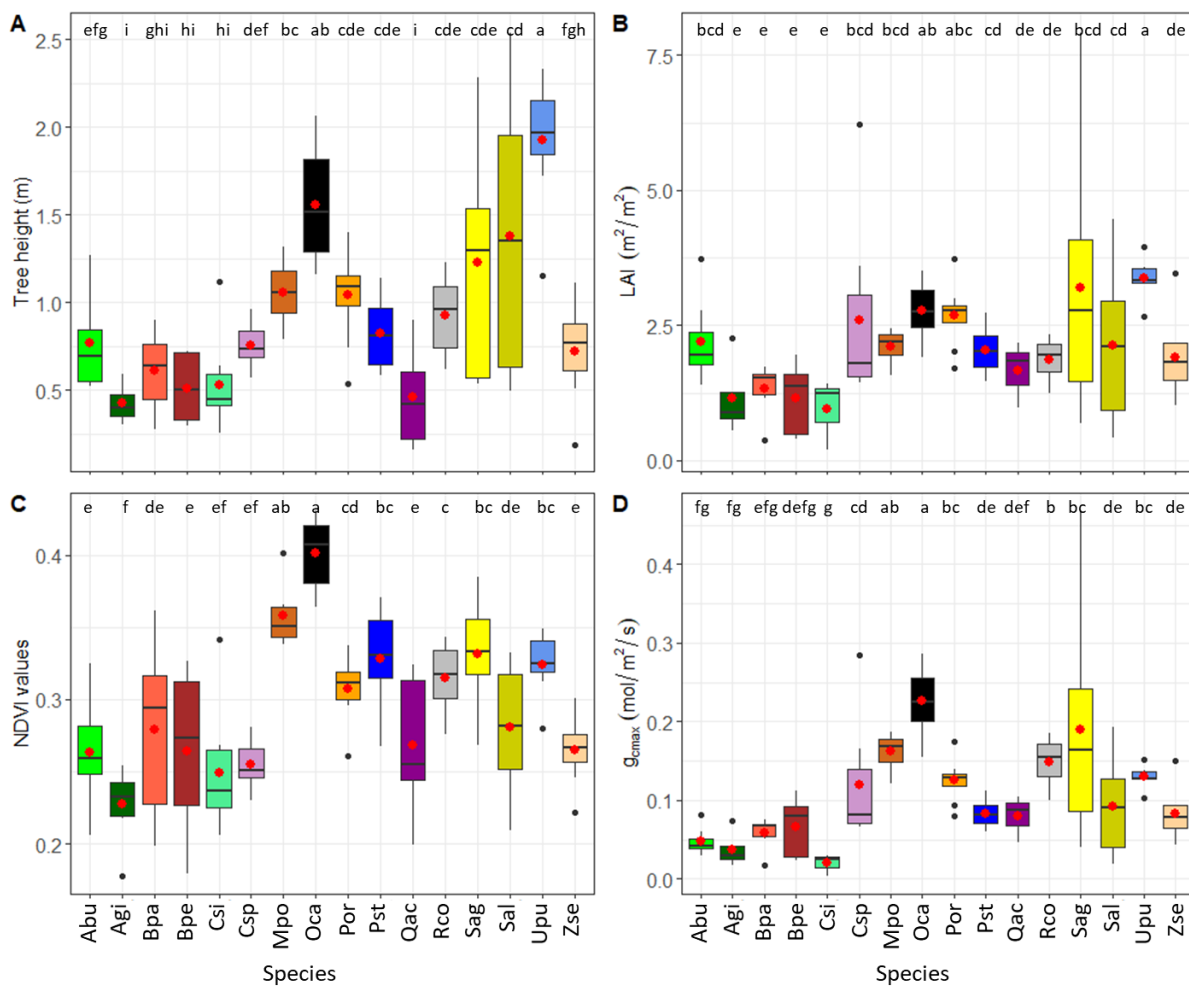 A
efg i ghi hi hi def bc ab cde cde i cde cde cd a fgh
2.5
2.0
1.5
1.0
0.5
Tree height (m)
B
bcd e e e e bcd bcd ab abc cd de de bcd cd a de
7.5
5.0
2.5
0.0
LAI (m²/m²)
C
e f de e ef ef ab a cd bc e c bc de bc e
0.4
0.3
0.2
NDVI values
Abu Agi Bpa Bpe Csi Csp Mpo Oca Por Pst Qac Rco Sag Sal Upu Zse
Species
D
fg fg efg defg g cd ab a bc de def b bc de bc de
0.4
0.3
0.2
0.1
0.0
gcmax (mol/m²/s)
Abu Agi Bpa Bpe Csi Csp Mpo Oca Por Pst Qac Rco Sag Sal Upu Zse
Species